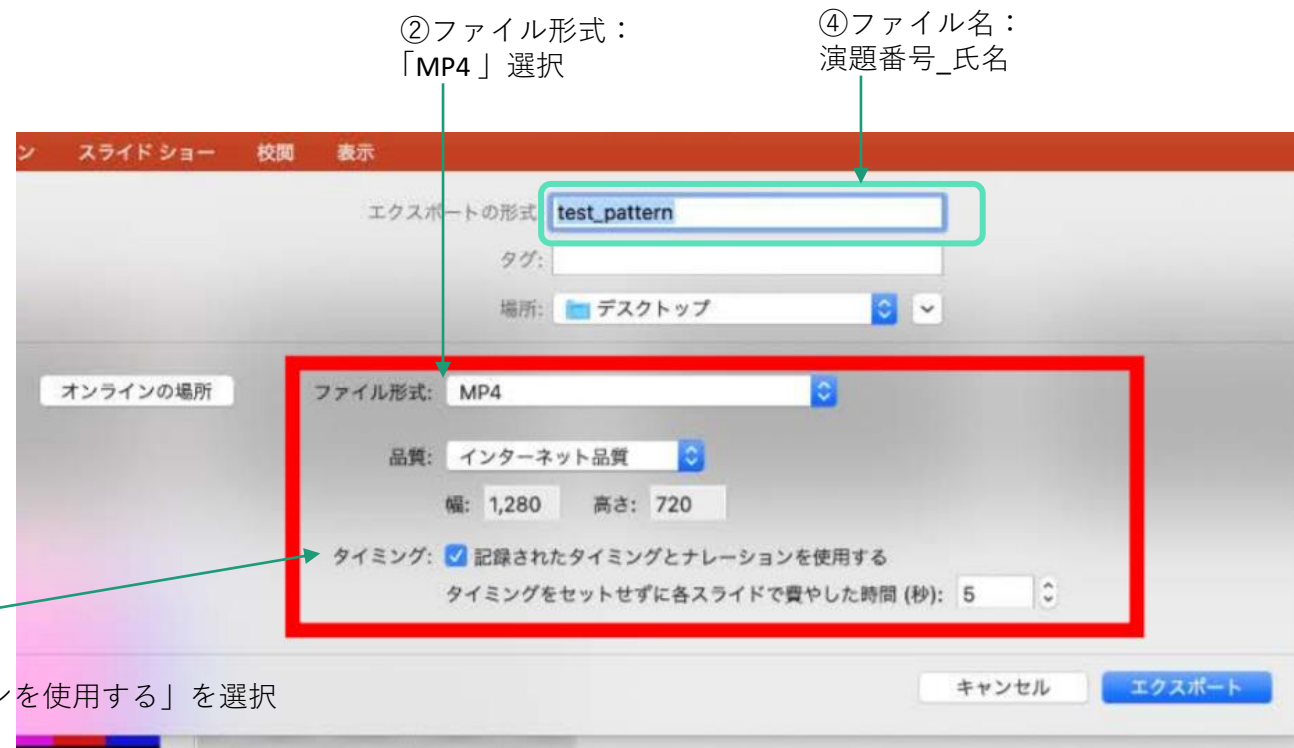 ②ファイル形式:
「MP4」選択
④ファイル名:
演題番号_氏名
ン スライド ショー 校閲 表示
エクスポートの形式 test_pattern
タグ:
場所: デスクトップ
オンラインの場所
ファイル形式: MP4
品質: インターネット品質
幅: 1,280 高さ: 720
タイミング: 記録されたタイミングとナレーションを使用する
タイミングをセットせずに各スライドで費やした時間 (秒): 5
ンを使用する」を選択
キャンセル エクスポート